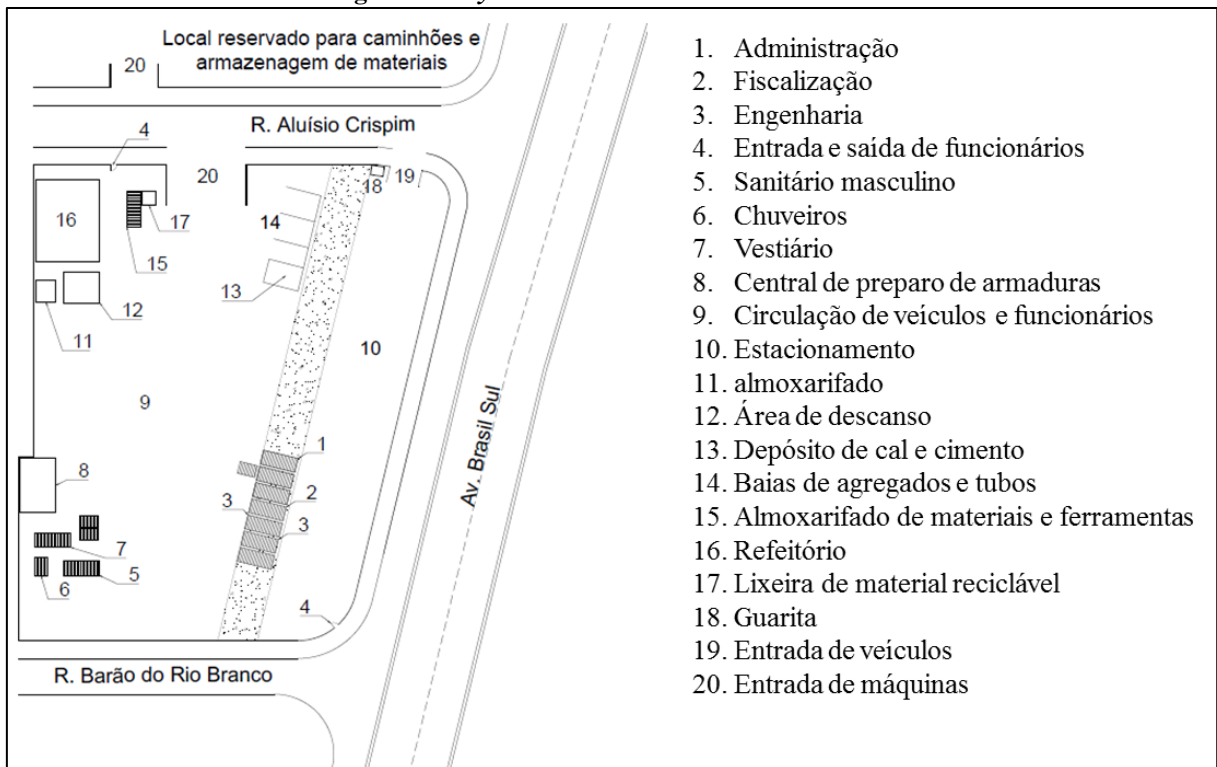 Local reservado para caminhões e
armazenagem de materiais
20
R. Aluísio Crispim
4
20
18
19
16
17
14
15
13
12
11
10
9
Av. Brasil Sul
1
8
2
3
3
7
5
6
4
R. Barão do Rio Branco
1. Administração
2. Fiscalização
3. Engenharia
4. Entrada e saída de funcionários
5. Sanitário masculino
6. Chuveiros
7. Vestiário
8. Central de preparo de armaduras
9. Circulação de veículos e funcionários
10. Estacionamento
11. almoxarifado
12. Área de descanso
13. Depósito de cal e cimento
14. Baias de agregados e tubos
15. Almoxarifado de materiais e ferramentas
16. Refeitório
17. Lixeira de material reciclável
18. Guarita
19. Entrada de veículos
20. Entrada de máquinas